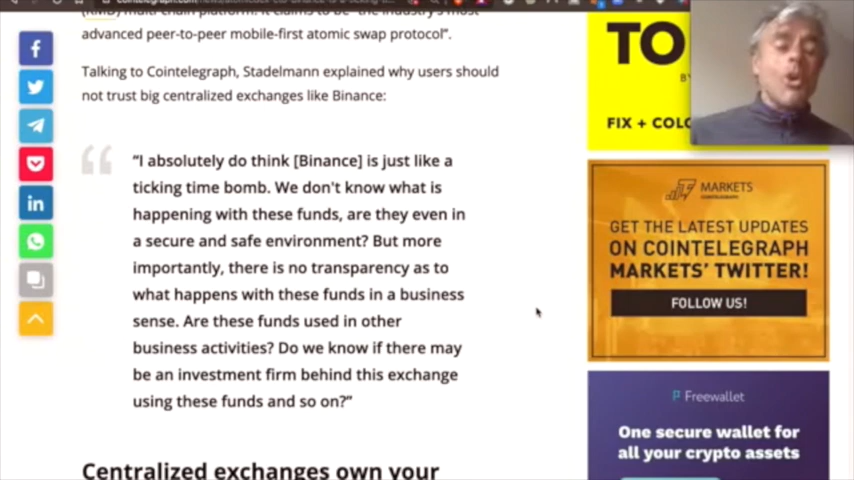 advanced peer-to-peer mobile-first atomic swap protocol”.
Talking to Cointelegraph, Stadelmann explained why users should
not trust big centralized exchanges like Binance:
“I absolutely do think [Binance] is just like a
ticking time bomb. We don't know what is
happening with these funds, are they even in
a secure and safe environment? But more
importantly, there is no transparency as to
what happens with these funds in a business
sense. Are these funds used in other
business activities? Do we know if there may
be an investment firm behind this exchange
using these funds and so on?”
Centralized exchanges own your
TO
FIX + COL
MARKETS
COINTELEGRAPH
GET THE LATEST UPDATES
ON COINTELEGRAPH
MARKETS’ TWITTER!
FOLLOW US!
Freewallet
One secure wallet for
all your crypto assets